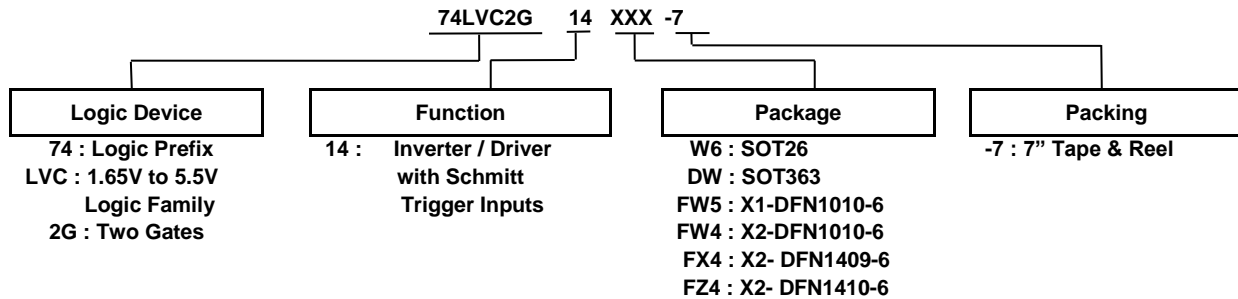 74LVC2G 14 XXX -7
Logic Device
Function
Package
Packing
74 : Logic Prefix
LVC : 1.65V to 5.5V
Logic Family
2G : Two Gates
14 : Inverter / Driver
with Schmitt
Trigger Inputs
W6 : SOT26
DW : SOT363
FW5 : X1-DFN1010-6
FW4 : X2-DFN1010-6
FX4 : X2- DFN1409-6
FZ4 : X2- DFN1410-6
-7 : 7” Tape & Reel